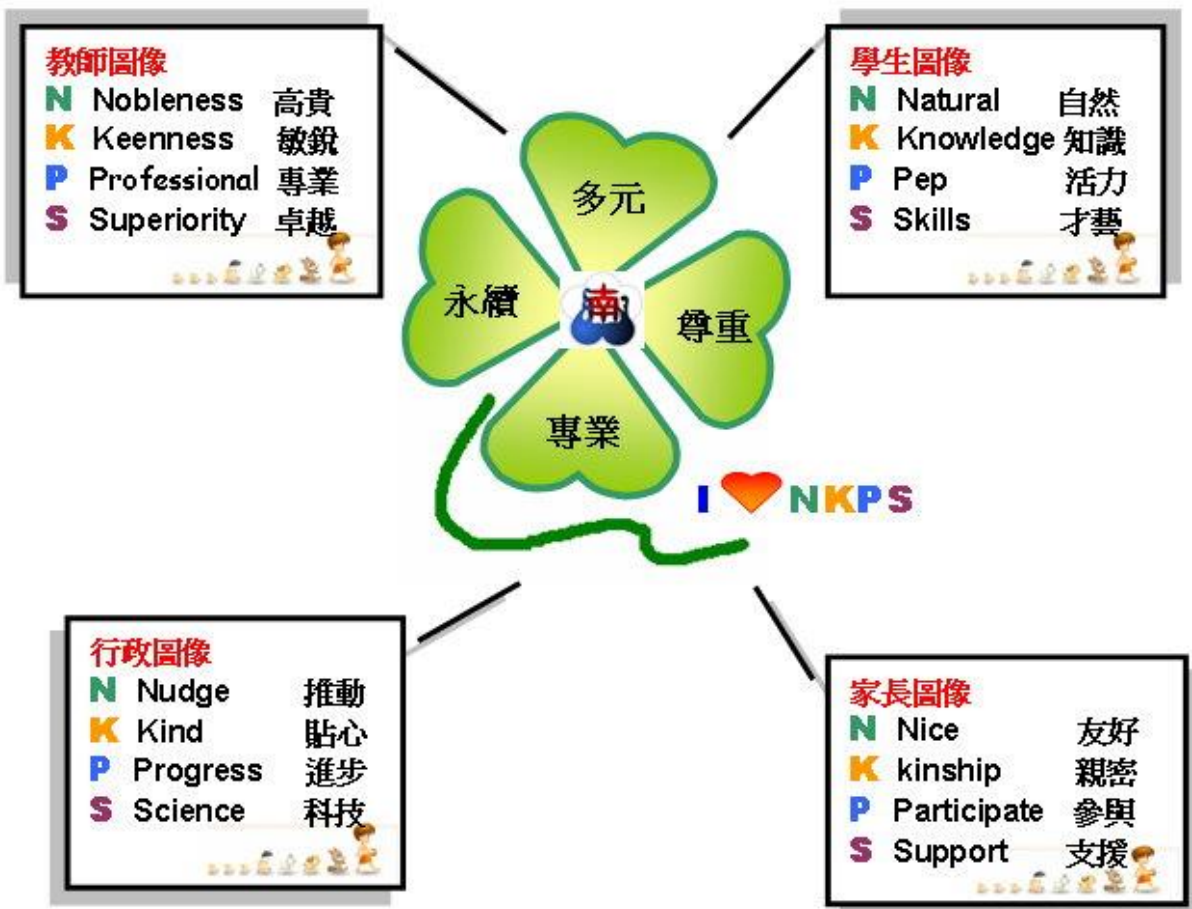 教師圖像
N Nobleness 高貴
K Keenness 敏銳
P Professional 專業
S Superiority 卓越
學生圖像
N Natural 自然
K Knowledge 知識
P Pep 活力
S Skills 才藝
多元
永續
南
尊重
專業
I NKPS
行政圖像
N Nudge 推動
K Kind 貼心
P Progress 進步
S Science 科技
家長圖像
N Nice 友好
K kinship 親密
P Participate 參與
S Support 支援